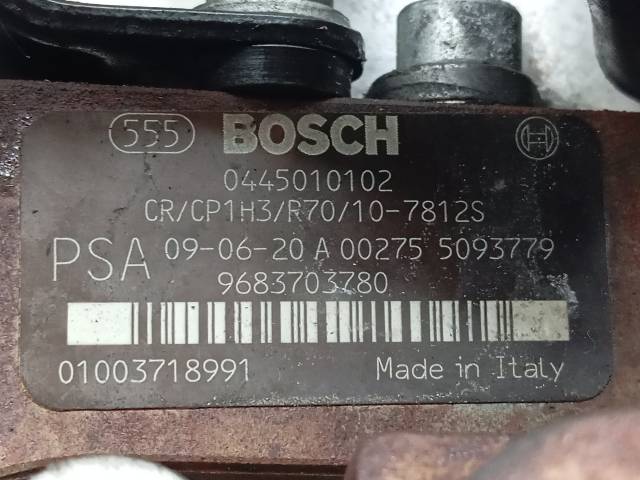 555 BOSCH
0445010102
CR/CP1H3/R70/10-7812S
PSA 09-06-20 A 00275 5093779
9683703780
01003718991 Made in Italy